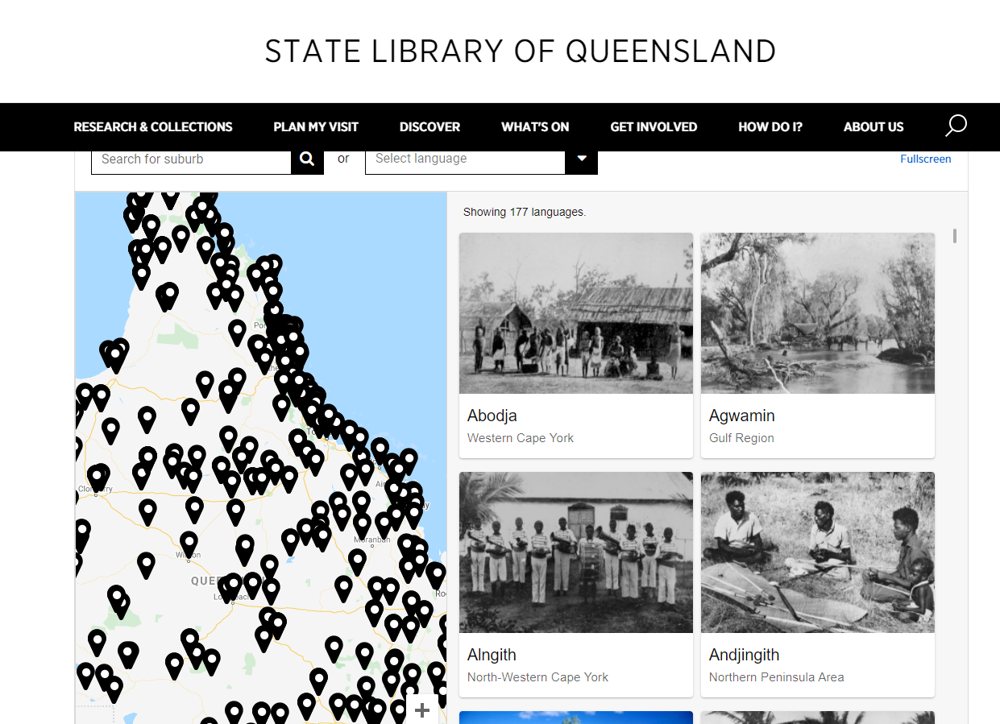 STATE LIBRARY OF QUEENSLAND
RESEARCH & COLLECTIONS PLAN MY VISIT DISCOVER WHAT'S ON GET INVOLVED HOW DO I? ABOUT US
Search for suburb or Select language Fullscreen
Showing 177 languages.
Abodja Agwamin
Western Cape York Gulf Region
Alngith Andjingith
North-Western Cape York Northern Peninsula Area
Moranbah